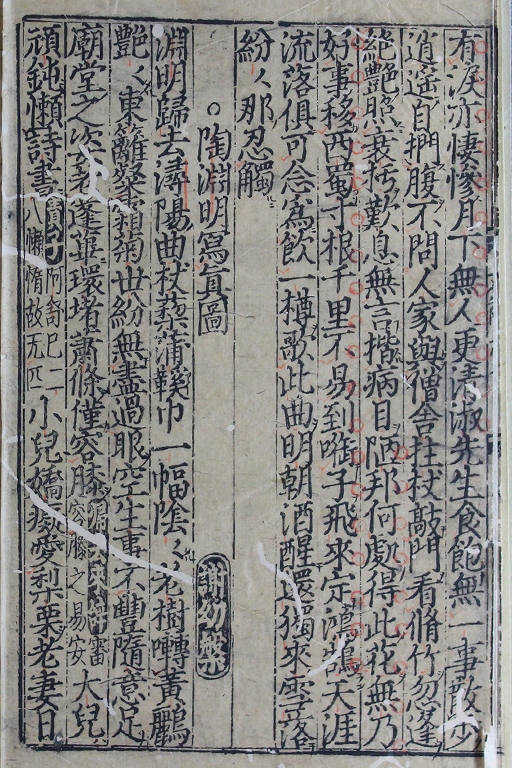 有淚亦悽慘月下無人更清淑先生食飽無一事散步
逍遙自捫腹不問人家與僧舍拄杖敲門看脩竹忽逢
絕艷照衰朽歎息無言揩病目陋邦何處得此花無乃
好事移西蜀寸根千里不易到啣子飛來定鴻鵠天涯
流落俱可念爲飲一樽歌此曲明朝酒醒還獨來雪落
紛〻那忍觸
○陶淵明寫真圖 謝幼槃
淵明歸去潯陽曲杖藜蒲鞵巾一幅陰〻老樹囀黃鸝
艷〻東籬粲霜菊世紛無盡過眼空生事不豐隨意足
廟堂之姿老蓬蓽環堵蕭條僅容膝 容膝之易安 大兒
頑鈍懶詩書 阿舒已二八懶惰故无匹 小兒嬌癡愛梨栗老妻日